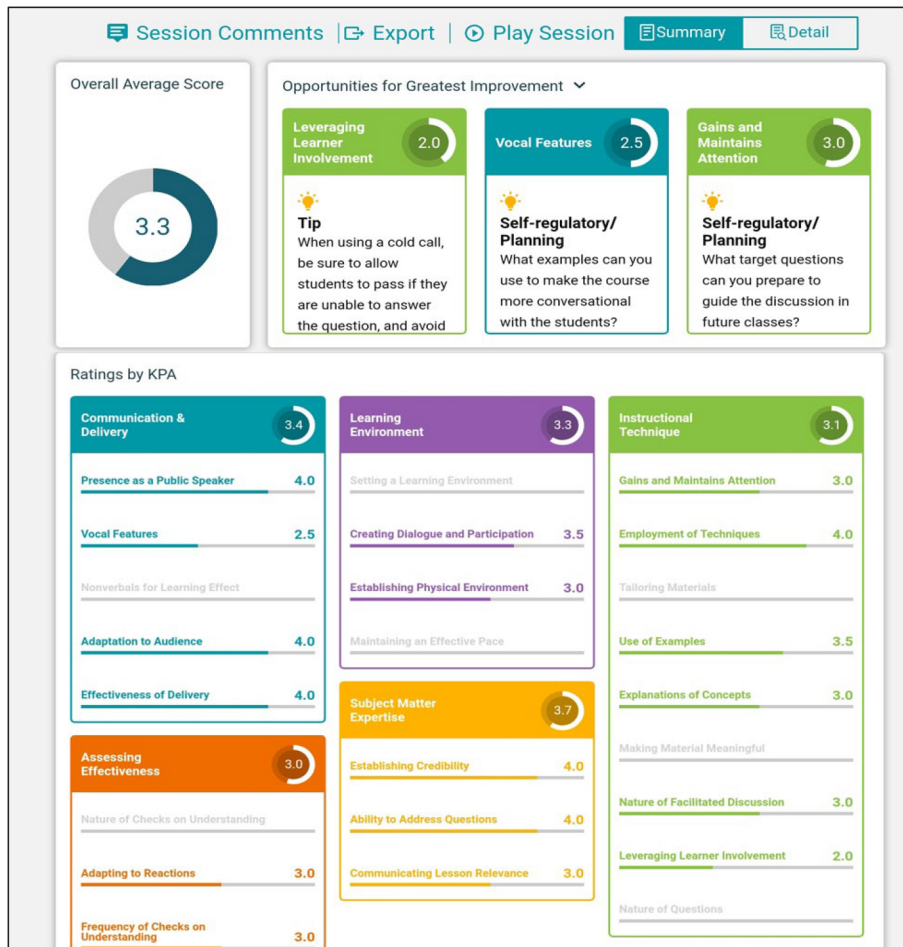 Session Comments | Export | Play Session Summary Detail
Overall Average Score
3.3
Opportunities for Greatest Improvement
Leveraging
Learner
Involvement
2.0
Tip
When using a cold call,
be sure to allow
students to pass if they
are unable to answer
the question, and avoid
Vocal Features 2.5
Self-regulatory/
Planning
What examples can you
use to make the course
more conversational
with the students?
Gains and
Maintains
Attention
3.0
Self-regulatory/
Planning
What target questions
can you prepare to
guide the discussion in
future classes?
Ratings by KPA
Communication &
Delivery
3.4
Presence as a Public Speaker 4.0
Vocal Features 2.5
Nonverbals for Learning Effect
Adaptation to Audience 4.0
Effectiveness of Delivery 4.0
Assessing
Effectiveness
3.0
Nature of Checks on Understanding
Adapting to Reactions 3.0
Frequency of Checks on
Understanding 3.0
Learning
Environment
3.3
Setting a Learning Environment
Creating Dialogue and Participation 3.5
Establishing Physical Environment 3.0
Maintaining an Effective Pace
Subject Matter
Expertise
3.7
Establishing Credibility 4.0
Ability to Address Questions 4.0
Communicating Lesson Relevance 3.0
Instructional
Technique
3.1
Gains and Maintains Attention 3.0
Employment of Techniques 4.0
Tailoring Materials
Use of Examples 3.5
Explanations of Concepts 3.0
Making Material Meaningful
Nature of Facilitated Discussion 3.0
Leveraging Learner Involvement 2.0
Nature of Questions